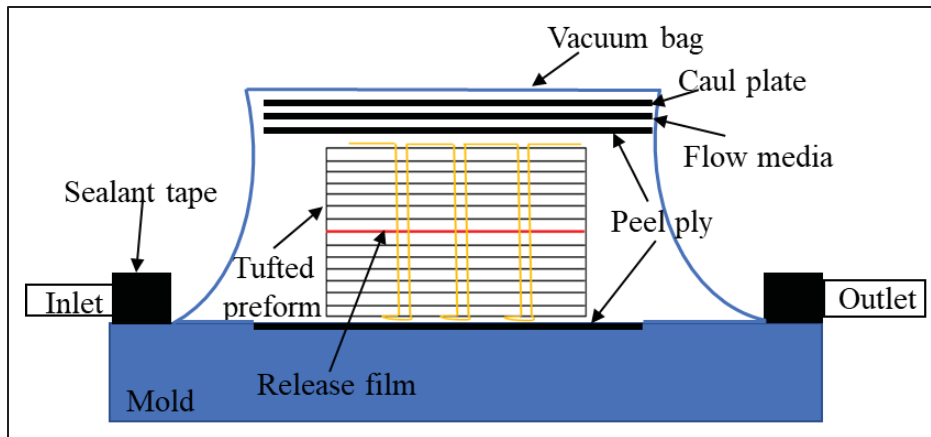 Vacuum bag
Caul plate
Flow media
Sealant tape
Peel ply
Tufted
preform
Inlet
Outlet
Release film
Mold